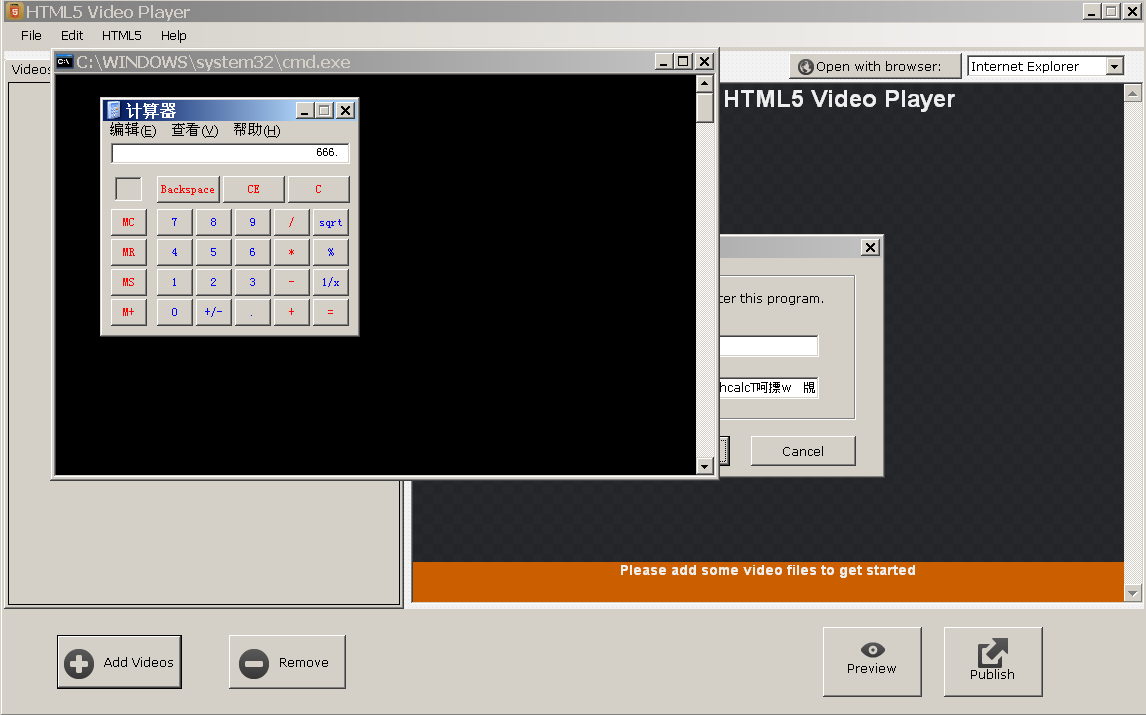 HTML5 Video Player
File Edit HTML5 Help
C:\WINDOWS\system32\cmd.exe
Videos
Open with browser: Internet Explorer
HTML5 Video Player
计算器
编辑(E) 查看(V) 帮助(H)
666.
Backspace CE C
MC 7 8 9 / sqrt
MR 4 5 6 * %
MS 1 2 3 - 1/x
M+ 0 +/- . + =
ter this program.
hcalcT呵摽w
Cancel
Please add some video files to get started
Add Videos
Remove
Preview
Publish